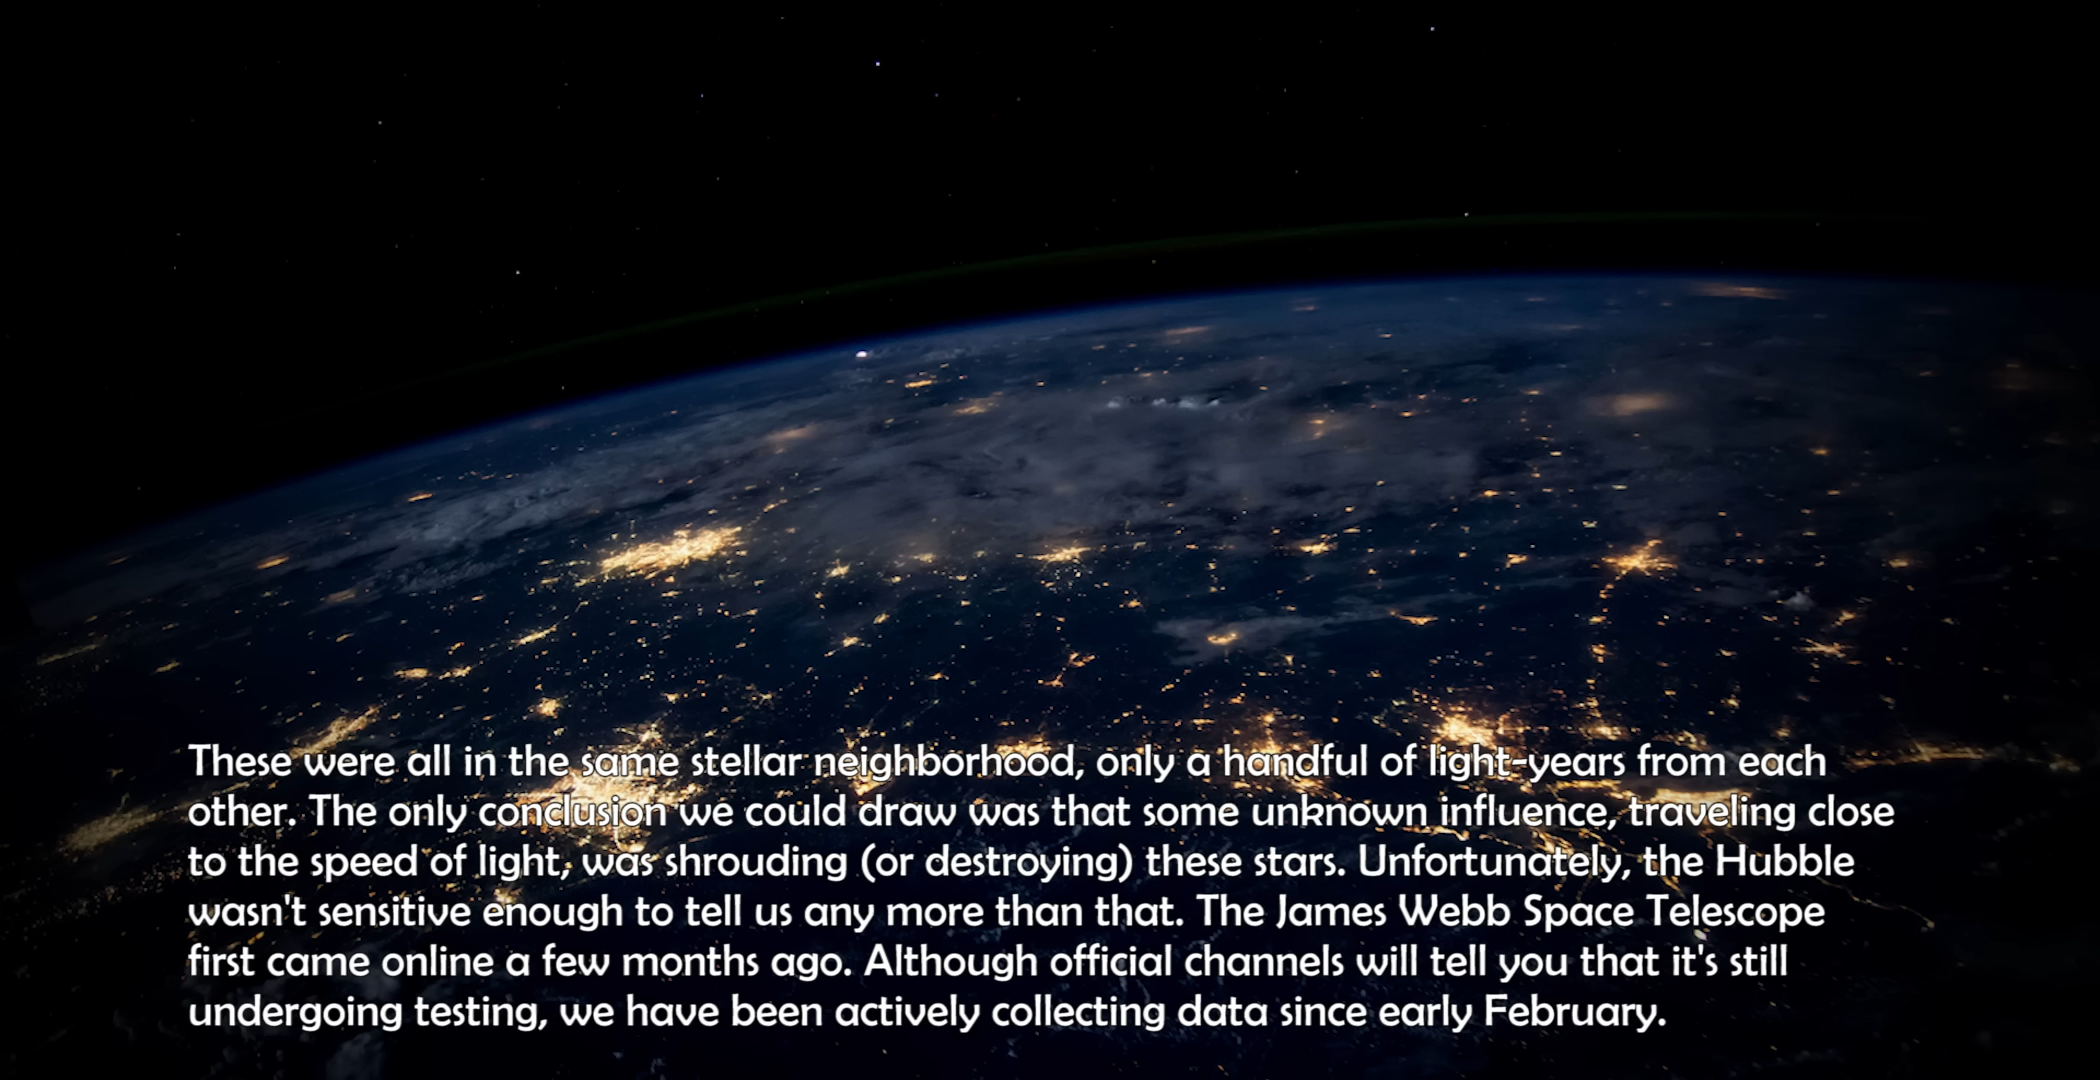 These were all in the same stellar neighborhood, only a handful of light-years from each
other. The only conclusion we could draw was that some unknown influence, traveling close
to the speed of light, was shrouding (or destroying) these stars. Unfortunately, the Hubble
wasn't sensitive enough to tell us any more than that. The James Webb Space Telescope
first came online a few months ago. Although official channels will tell you that it's still
undergoing testing, we have been actively collecting data since early February.